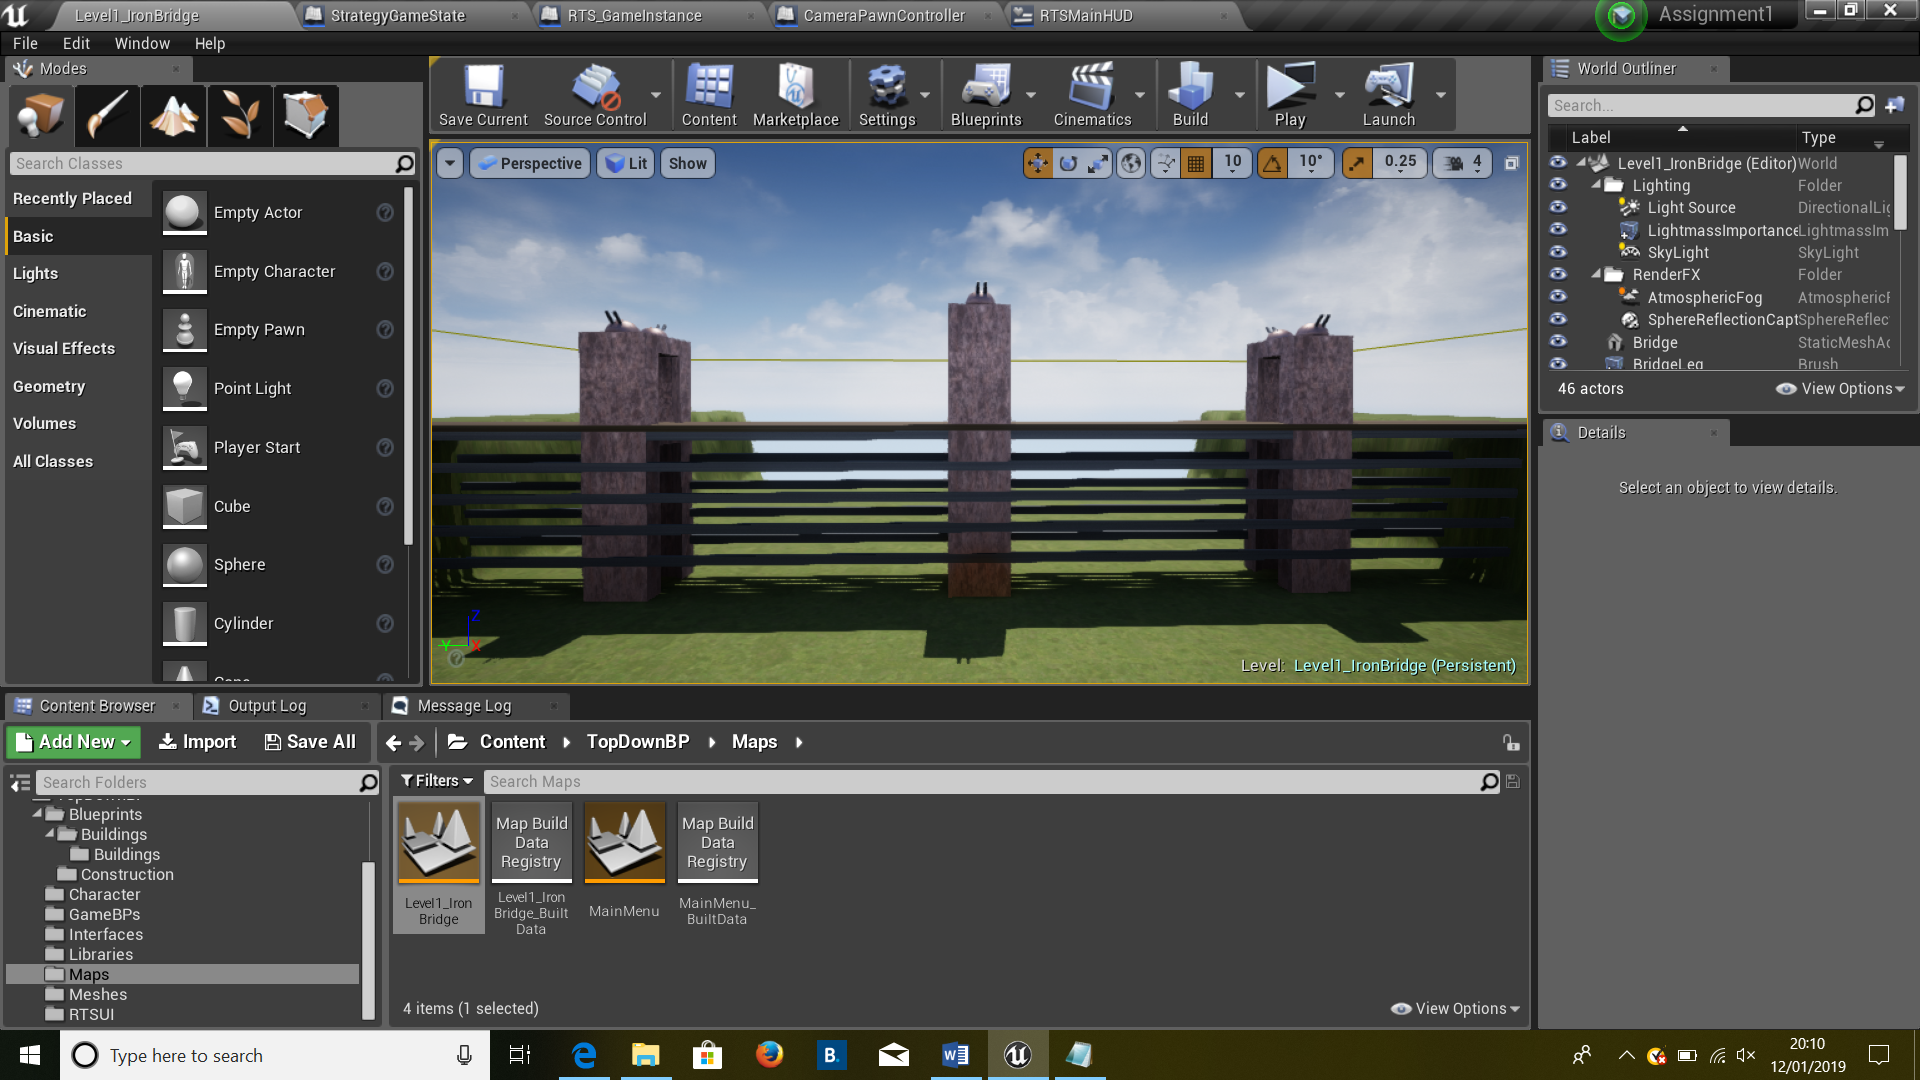 Level1_IronBridge
StrategyGameState
RTS_GameInstance
CameraPawnController
RTSMainHUD
Assignment1
File Edit Window Help
Modes
Search Classes
Recently Placed
Basic
Lights
Cinematic
Visual Effects
Geometry
Volumes
All Classes
Empty Actor
Empty Character
Empty Pawn
Point Light
Player Start
Cube
Sphere
Cylinder
Save Current
Source Control
Content
Marketplace
Settings
Blueprints
Cinematics
Build
Play
Launch
Perspective
Lit
Show
10
10°
0.25
4
Z
Y
X
Level: Level1_IronBridge (Persistent)
World Outliner
Search...
Label Type
Level1_IronBridge (Editor) World
Lighting Folder
Light Source DirectionalLig
LightmassImportance LightmassIm
SkyLight SkyLight
RenderFX Folder
AtmosphericFog AtmosphericF
SphereReflectionCapt SphereReflec
Bridge StaticMeshAc
BridgeLeg Brush
46 actors
View Options
Details
Select an object to view details.
Content Browser
Output Log
Message Log
Add New
Import
Save All
Content
TopDownBP
Maps
Search Folders
Blueprints
Buildings
Buildings
Construction
Character
GameBPs
Interfaces
Libraries
Maps
Meshes
RTSUI
Filters
Search Maps
Level1_Iron
Bridge
Map Build
Data
Registry
Level1_Iron
Bridge_Built
Data
MainMenu
Map Build
Data
Registry
MainMenu_
BuiltData
4 items (1 selected)
View Options
Type here to search
B.
20:10
12/01/2019